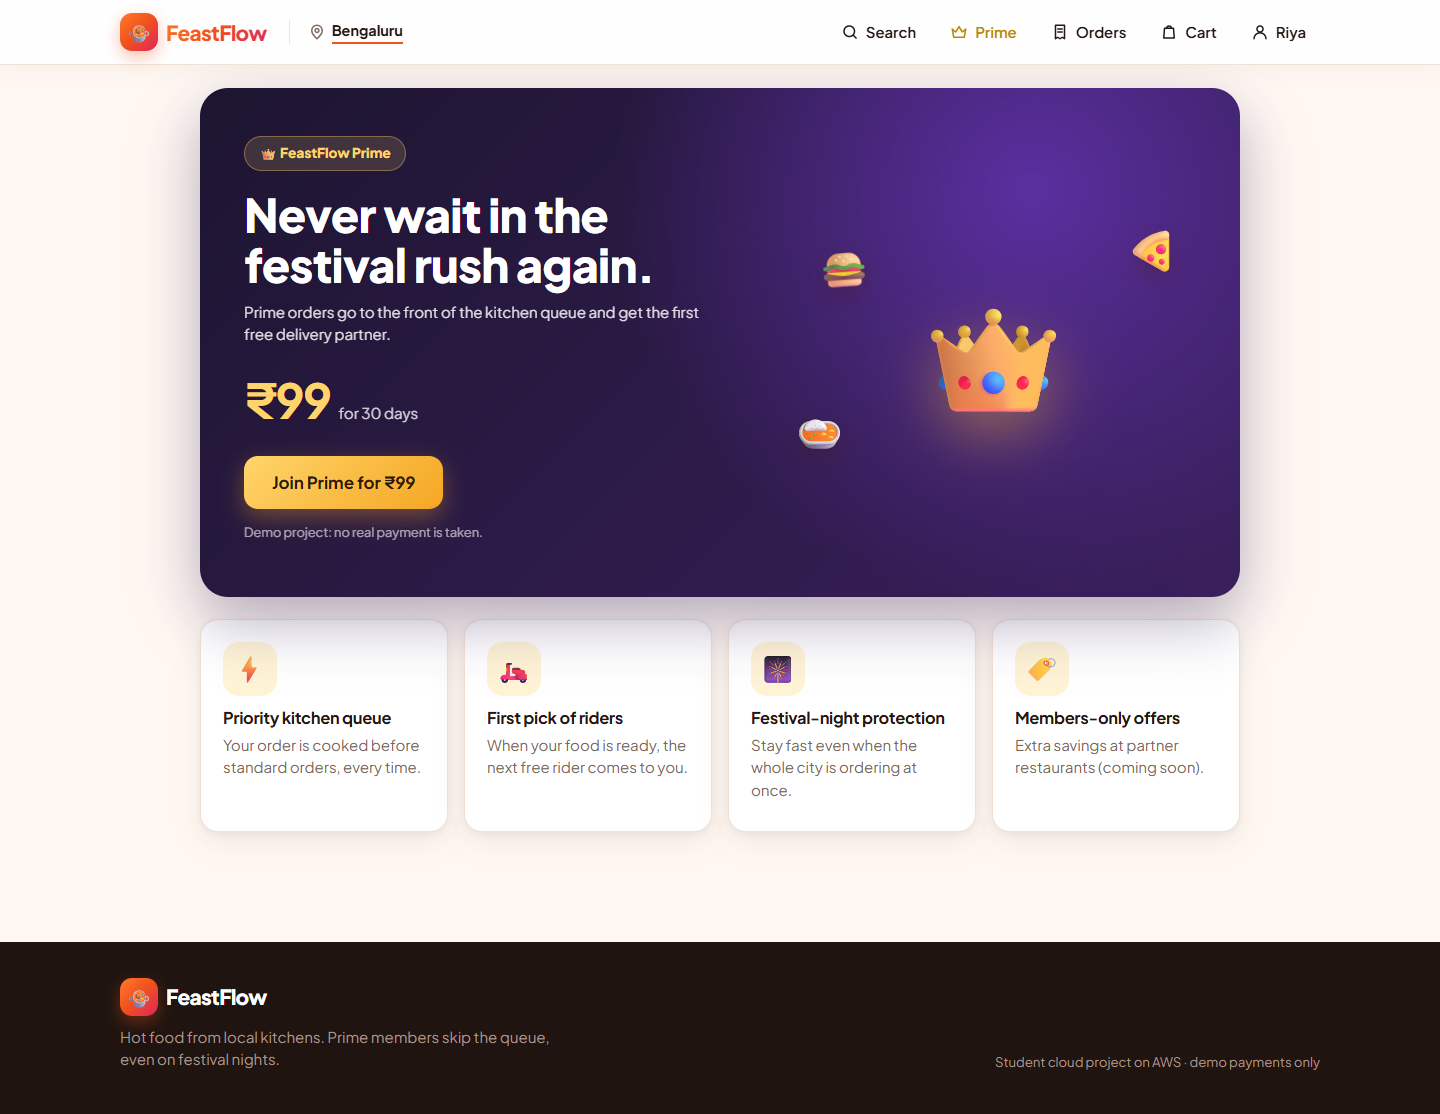 FeastFlow
Bengaluru
Search
Prime
Orders
Cart
Riya
FeastFlow Prime
Never wait in the
festival rush again.
Prime orders go to the front of the kitchen queue and get the first
free delivery partner.
₹99 for 30 days
Join Prime for ₹99
Demo project: no real payment is taken.
Priority kitchen queue
Your order is cooked before
standard orders, every time.
First pick of riders
When your food is ready, the
next free rider comes to you.
Festival-night protection
Stay fast even when the
whole city is ordering at
once.
Members-only offers
Extra savings at partner
restaurants (coming soon).
FeastFlow
Hot food from local kitchens. Prime members skip the queue,
even on festival nights.
Student cloud project on AWS · demo payments only